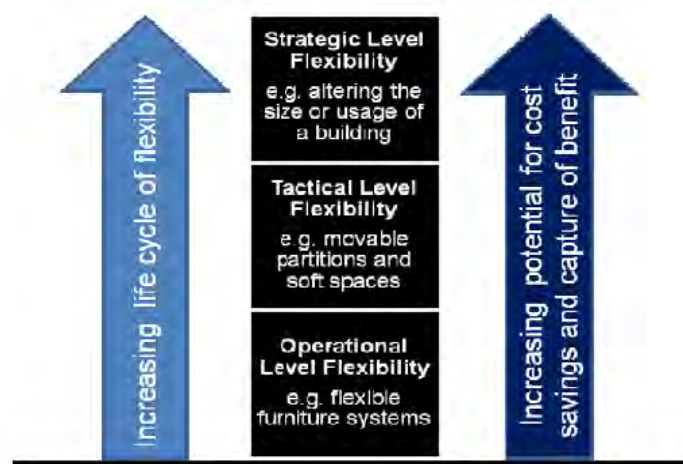 Increasing life cycle of flexibility
Strategic Level
Flexibility
e.g. altering the
size or usage of
a building
Tactical Level
Flexibility
e.g. movable
partitions and
soft spaces
Operational
Level Flexibility
e.g. flexible
furniture systems
Increasing potential for cost
savings and capture of benefit